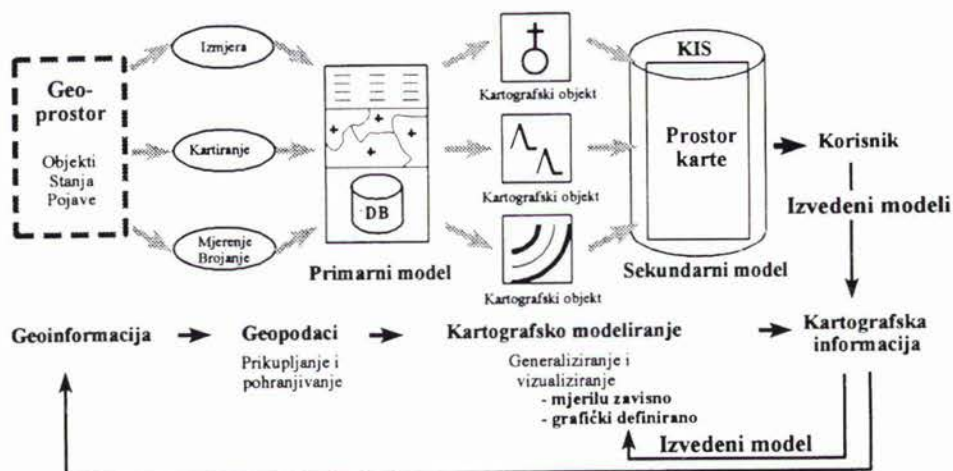 Geo-
prostor
Objekti
Stanja
Pojave
Izmjera
Kartiranje
Mjerenje
Brojanje
DB
Primarni model
Kartografski objekt
Kartografski objekt
Kartografski objekt
KIS
Prostor
karte
Sekundarni model
Korisnik
Izvedeni modeli
Geoinformacija
Geopodaci
Prikupljanje i
pohranjivanje
Kartografsko modeliranje
Generaliziranje i
vizualiziranje
- mjerilu zavisno
- grafički definirano
Kartografska
informacija
Izvedeni model